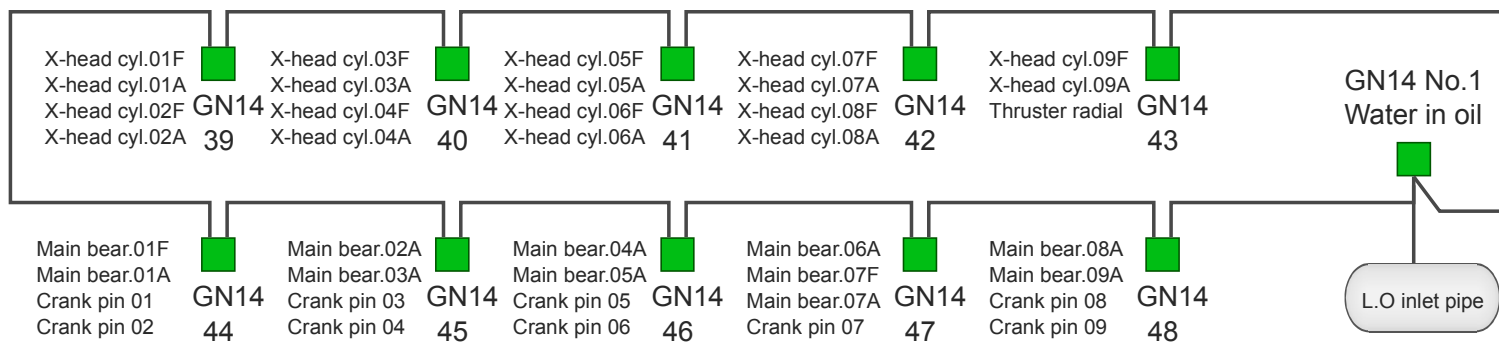 X-head cyl.01F
X-head cyl.01A
X-head cyl.02F
X-head cyl.02A
GN14
39
X-head cyl.03F
X-head cyl.03A
X-head cyl.04F
X-head cyl.04A
GN14
40
X-head cyl.05F
X-head cyl.05A
X-head cyl.06F
X-head cyl.06A
GN14
41
X-head cyl.07F
X-head cyl.07A
X-head cyl.08F
X-head cyl.08A
GN14
42
X-head cyl.09F
X-head cyl.09A
Thruster radial
GN14
43
GN14 No.1
Water in oil
Main bear.01F
Main bear.01A
Crank pin 01
Crank pin 02
GN14
44
Main bear.02A
Main bear.03A
Crank pin 03
Crank pin 04
GN14
45
Main bear.04A
Main bear.05A
Crank pin 05
Crank pin 06
GN14
46
Main bear.06A
Main bear.07F
Main bear.07A
Crank pin 07
GN14
47
Main bear.08A
Main bear.09A
Crank pin 08
Crank pin 09
GN14
48
L.O inlet pipe